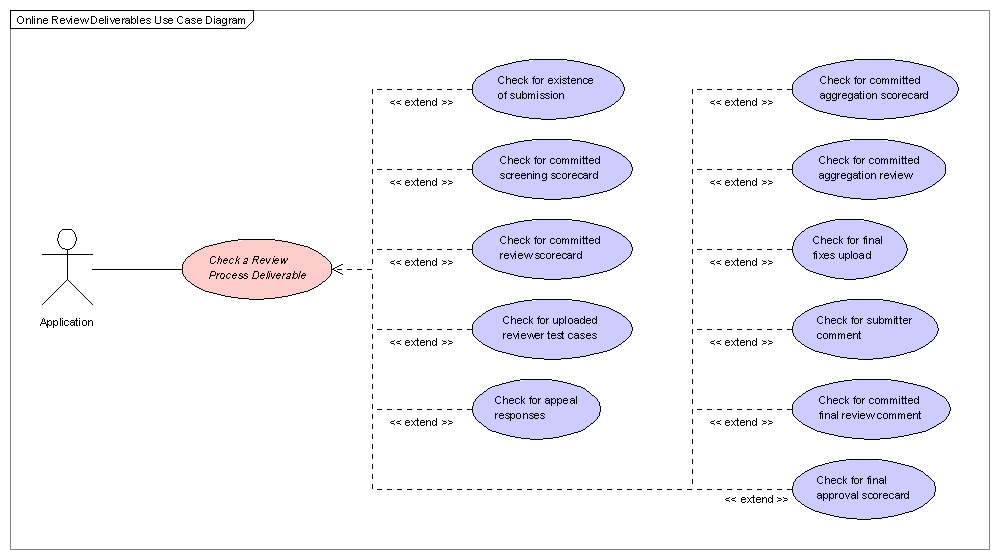 Online Review Deliverables Use Case Diagram
Check for existence
of submission
<< extend >>
Check for committed
screening scorecard
<< extend >>
Check for committed
review scorecard
<< extend >>
Check for uploaded
reviewer test cases
<< extend >>
Check for appeal
responses
<< extend >>
Check a Review
Process Deliverable
Application
Check for committed
aggregation scorecard
<< extend >>
Check for committed
aggregation review
<< extend >>
Check for final
fixes upload
<< extend >>
Check for submitter
comment
<< extend >>
Check for committed
final review comment
<< extend >>
Check for final
approval scorecard
<< extend >>